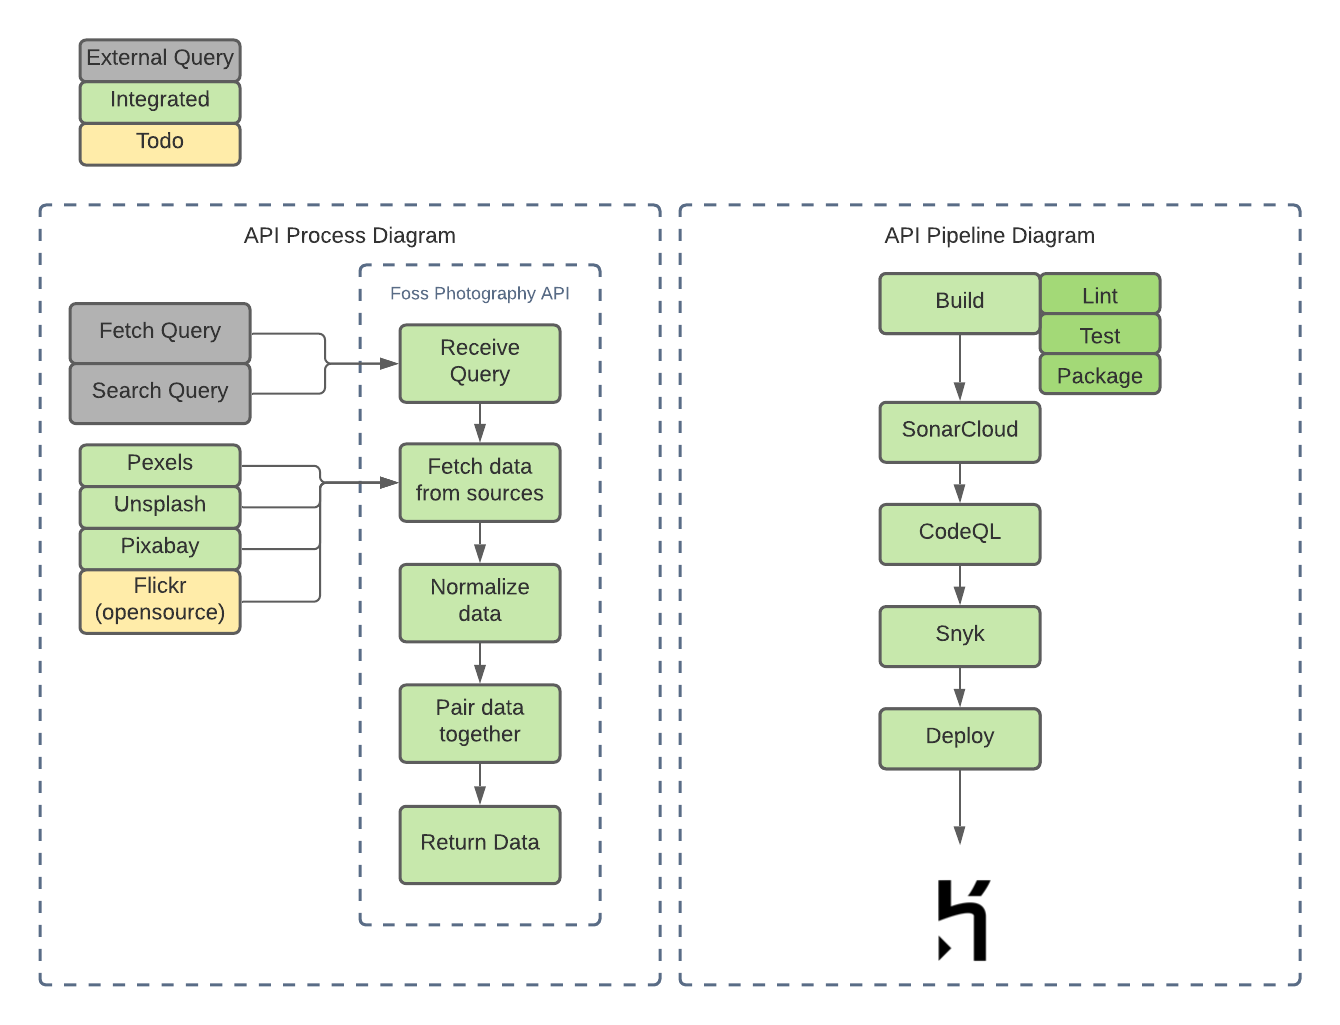 External Query
Integrated
Todo
API Process Diagram
Foss Photography API
Fetch Query
Search Query
Receive
Query
Pexels
Unsplash
Pixabay
Flickr
(opensource)
Fetch data
from sources
Normalize
data
Pair data
together
Return Data
API Pipeline Diagram
Build
Lint
Test
Package
SonarCloud
CodeQL
Snyk
Deploy